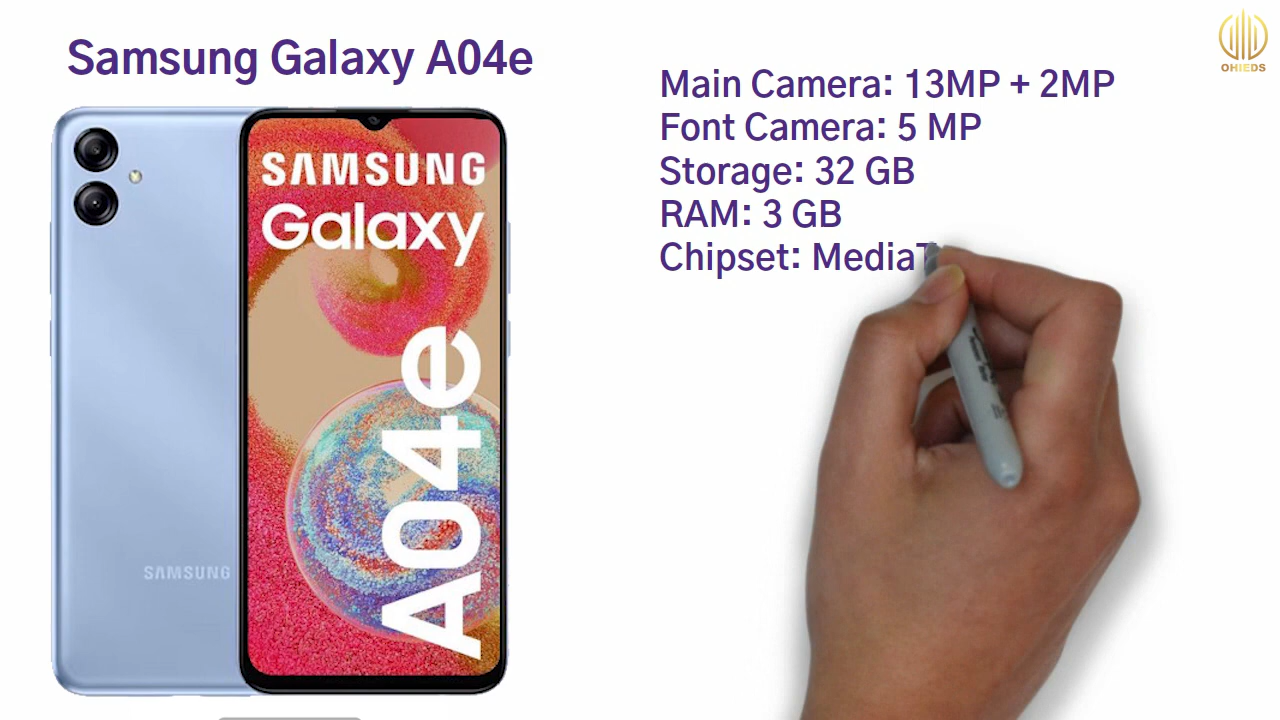 Samsung Galaxy A04e
OHIEDS
Main Camera: 13MP + 2MP
Font Camera: 5 MP
Storage: 32 GB
RAM: 3 GB
Chipset: MediaT
SAMSUNG
Galaxy
A04e
SAMSUNG